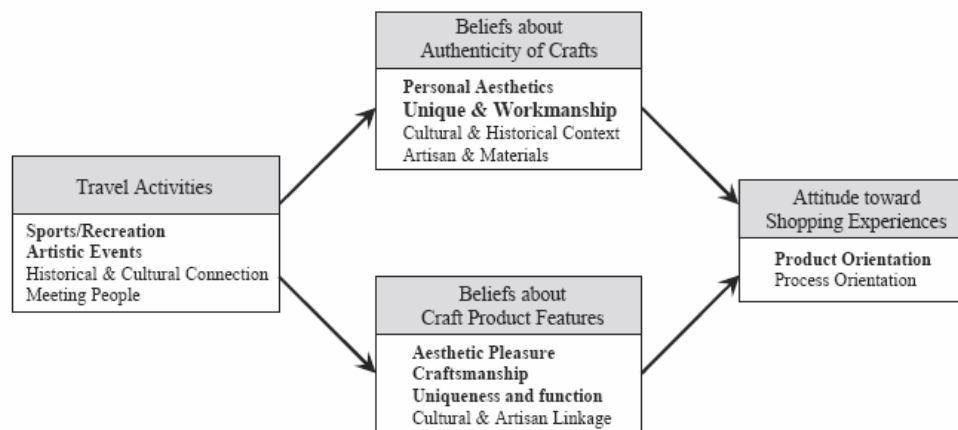 Beliefs about
Authenticity of Crafts
Personal Aesthetics
Unique & Workmanship
Cultural & Historical Context
Artisan & Materials
Travel Activities
Sports/Recreation
Artistic Events
Historical & Cultural Connection
Meeting People
Beliefs about
Craft Product Features
Aesthetic Pleasure
Craftsmanship
Uniqueness and function
Cultural & Artisan Linkage
Attitude toward
Shopping Experiences
Product Orientation
Process Orientation